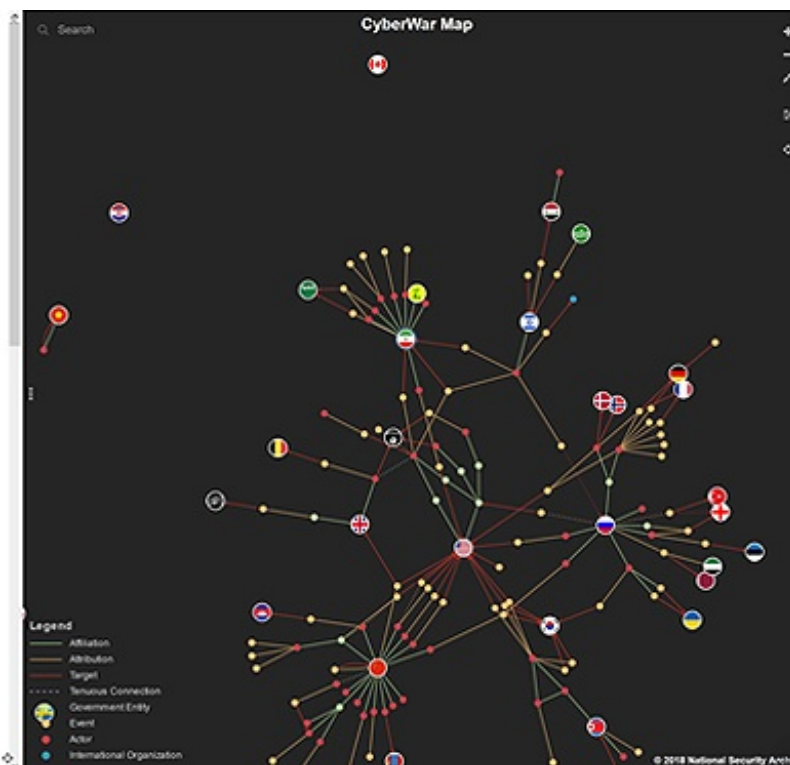 CyberWar Map
Search
Legend
Affiliation
Attribution
Target
Tenuous Connection
Government Entity
Event
Actor
International Organization
© 2018 National Security Arch